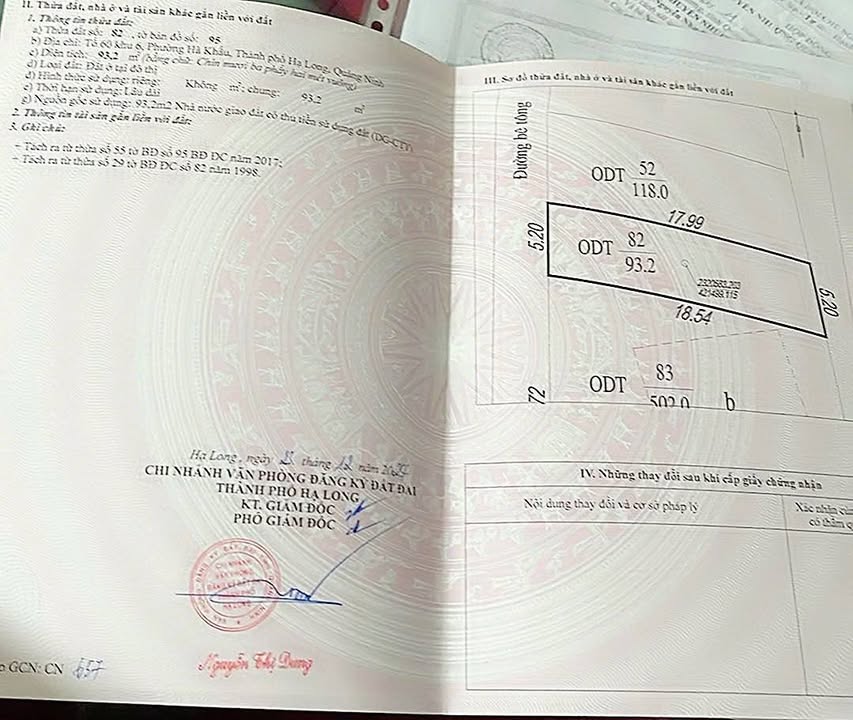 II. Thửa đất, nhà ở và tài sản khác gắn liền với đất
1. Thông tin thửa đất:
a) Thửa đất số: 82 , tờ bản đồ số: 95
b) Địa chỉ: Tổ 60 khu 6, Phường Hà Khẩu, Thành phố Hạ Long, Quảng Ninh
c) Diện tích: 93.2 m² (bằng chữ: Chín mươi ba phẩy hai mét vuông)
d) Loại đất: Đất ở tại đô thị
đ) Hình thức sử dụng: riêng: Không m²; chung: 93.2 m²
e) Thời hạn sử dụng: Lâu dài
g) Nguồn gốc sử dụng: 93.2m2 Nhà nước giao đất có thu tiền sử dụng đất (DG-CTT)
2. Thông tin tài sản gắn liền với đất:
3. Ghi chú:
- Tách ra từ thửa số 55 tờ BĐ số 95 BĐ ĐC năm 2017;
- Tách ra từ thửa số 29 tờ BĐ ĐC số 82 năm 1998.
Hạ Long, ngày tháng 12 năm
CHI NHÁNH VĂN PHÒNG ĐĂNG KÝ ĐẤT ĐAI
THÀNH PHỐ HẠ LONG
KT. GIÁM ĐỐC
PHÓ GIÁM ĐỐC
Nguyễn Thị Dung
GCN: CN 657
III. Sơ đồ thửa đất, nhà ở và tài sản khác gắn liền với đất
Đường bê tông
ODT 52
118.0
17.99
5.20
ODT 82
93.2
5.20
18.54
ODT 83
502.0
72
b
IV. Những thay đổi sau khi cấp giấy chứng nhận
Nội dung thay đổi và cơ sở pháp lý
Xác nhận của
có thẩm q